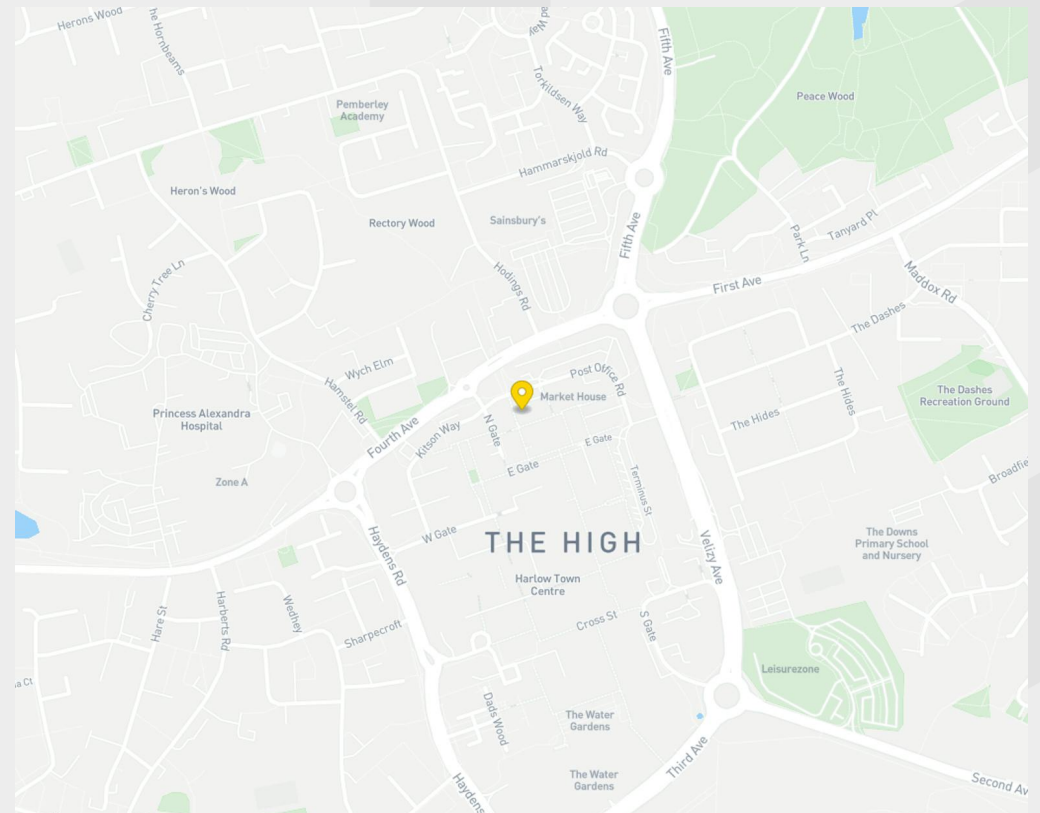 Herons Wood
he Hornbeams
ad Way
Fifth Ave
Torkildsen Way
Peace Wood
Pemberley
Academy
Hammarskjold Rd
Heron's Wood
Rectory Wood
Sainsbury's
Fifth Ave
Park Ln
Tanyard Pl
Cherry Tree Ln
Hodings Rd
First Ave
Maddox Rd
The Dashes
Wych Elm
Post Office Rd
Hamstel Rd
Market House
The Hides
The Dashes
Recreation Ground
Princess Alexandra
Hospital
Fourth Ave
Kitson Way
N Gate
E Gate
The Hides
E Gate
Zone A
Terminus St
Broadfie
W Gate
THE HIGH
Haydens Rd
Velizy Ave
The Downs
Primary School
and Nursery
Harlow Town
Centre
Hare St
Harberts Rd
Wedhey
Sharpecroft
Cross St
S Gate
Leisurezone
a Ct
Dads Wood
The Water
Gardens
Third Ave
The Water
Gardens
Haydens
Second Av